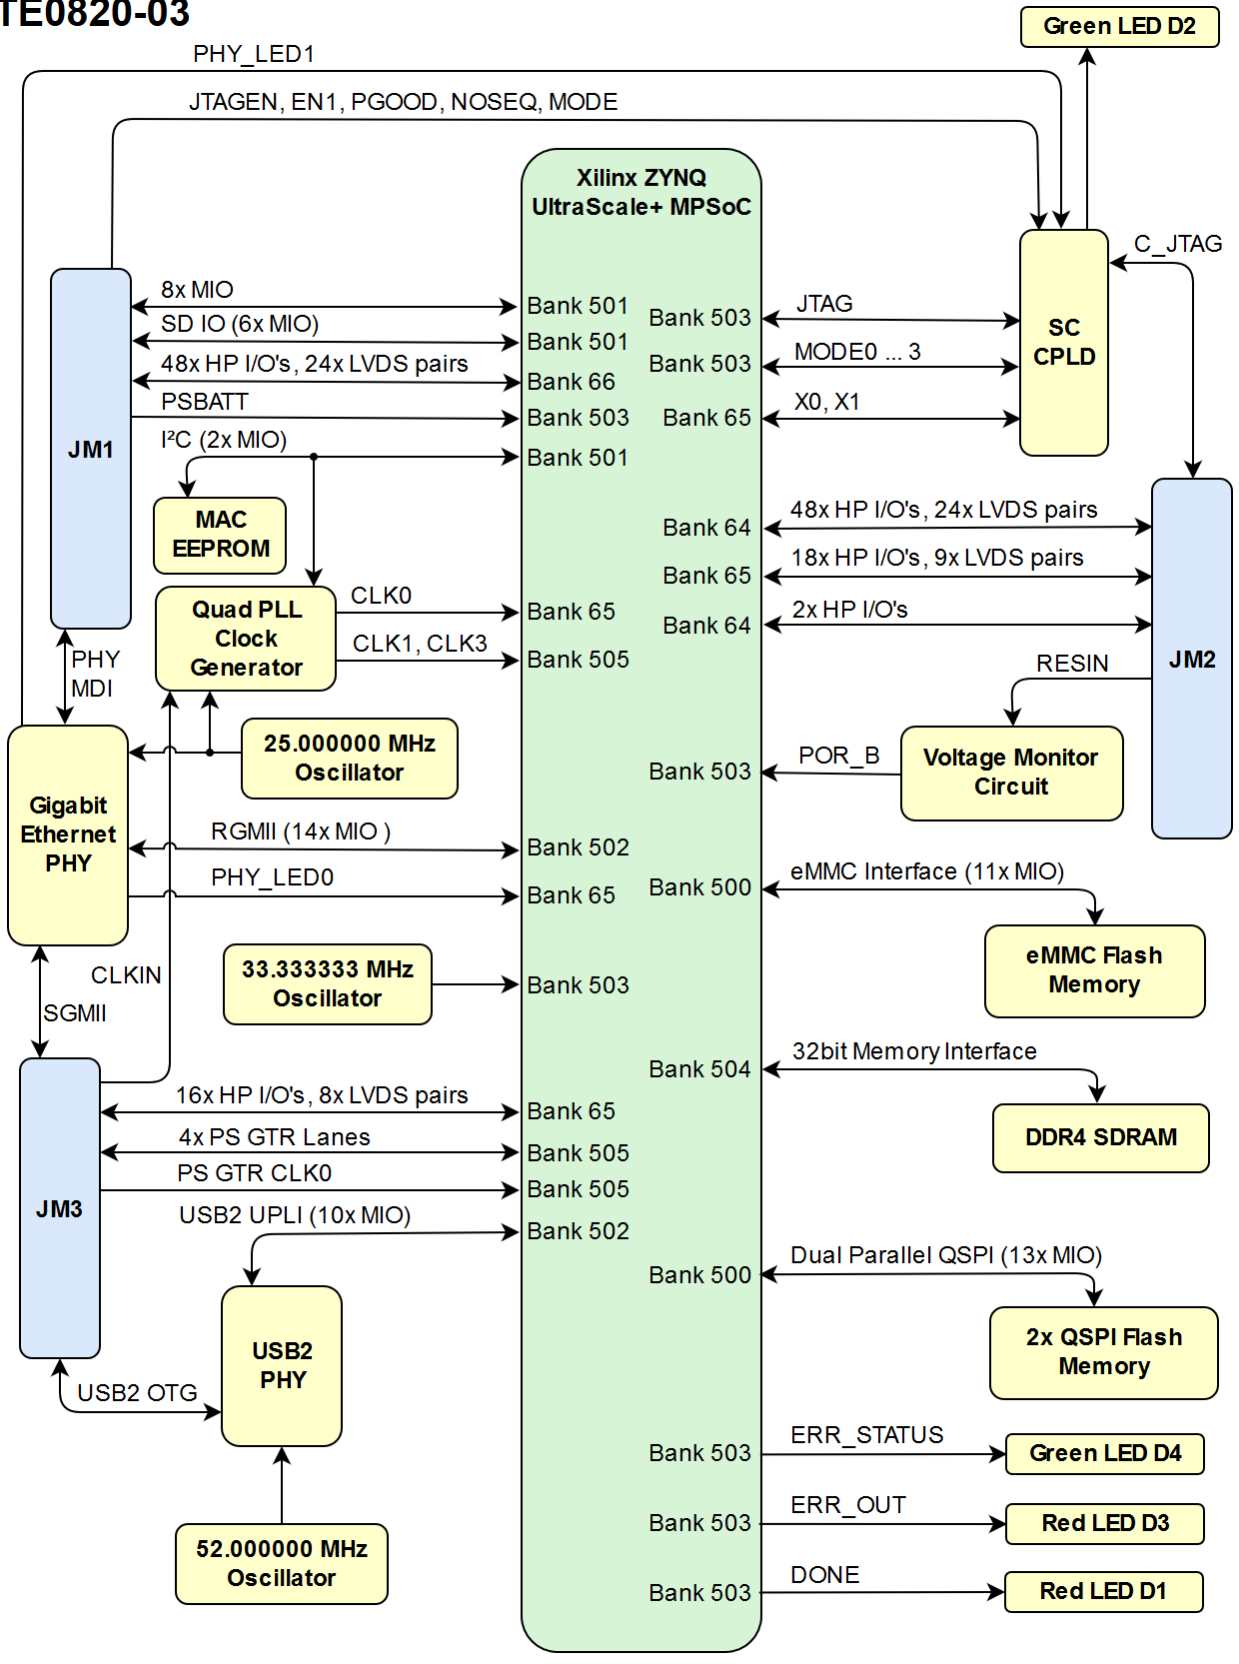 TE0820-03
Green LED D2
PHY_LED1
JTAGEN, EN1, PGOOD, NOSEQ, MODE
Xilinx ZYNQ
UltraScale+ MPSoC
C_JTAG
8x MIO
Bank 501
SD IO (6x MIO)
Bank 501
48x HP I/O's, 24x LVDS pairs
Bank 66
PSBATT
Bank 503
I²C (2x MIO)
Bank 501
JM1
Bank 503
JTAG
Bank 503
MODE0 ... 3
Bank 65
X0, X1
SC
CPLD
MAC
EEPROM
Bank 64
48x HP I/O's, 24x LVDS pairs
Bank 65
18x HP I/O's, 9x LVDS pairs
Bank 64
2x HP I/O's
JM2
Quad PLL
Clock
Generator
CLK0
Bank 65
CLK1, CLK3
Bank 505
PHY
MDI
RESIN
25.000000 MHz
Oscillator
Bank 503
POR_B
Voltage Monitor
Circuit
Gigabit
Ethernet
PHY
RGMII (14x MIO )
Bank 502
PHY_LED0
Bank 65
Bank 500
eMMC Interface (11x MIO)
eMMC Flash
Memory
CLKIN
33.333333 MHz
Oscillator
Bank 503
SGMII
Bank 504
32bit Memory Interface
DDR4 SDRAM
16x HP I/O's, 8x LVDS pairs
Bank 65
4x PS GTR Lanes
Bank 505
PS GTR CLK0
Bank 505
JM3
USB2 UPLI (10x MIO)
Bank 502
Bank 500
Dual Parallel QSPI (13x MIO)
2x QSPI Flash
Memory
USB2
PHY
USB2 OTG
Bank 503
ERR_STATUS
Green LED D4
Bank 503
ERR_OUT
Red LED D3
52.000000 MHz
Oscillator
Bank 503
DONE
Red LED D1